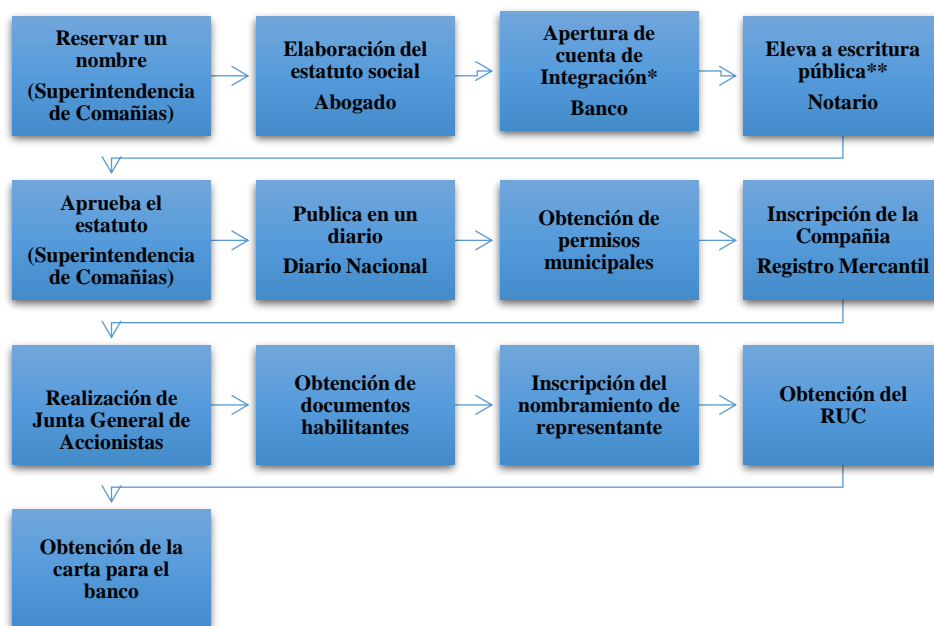 Reservar un
nombre
(Superintendencia
de Comañias)
Elaboración del
estatuto social
Abogado
Apertura de
cuenta de
Integración*
Banco
Eleva a escritura
pública**
Notario
Aprueba el
estatuto
(Superintendencia
de Comañias)
Publica en un
diario
Diario Nacional
Obtención de
permisos
municipales
Inscripción de la
Compañia
Registro Mercantil
Realización de
Junta General de
Accionistas
Obtención de
documentos
habilitantes
Inscripción del
nombramiento de
representante
Obtención del
RUC
Obtención de la
carta para el
banco